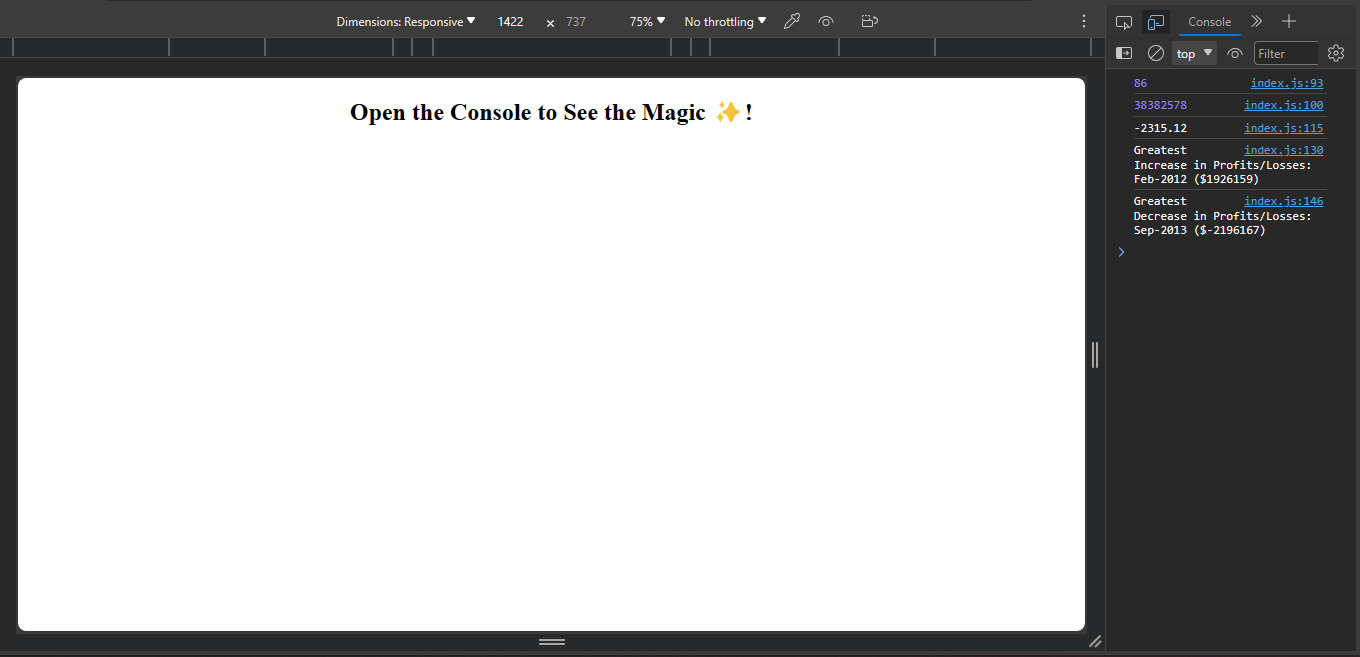 Dimensions: Responsive 1422 × 737 75% No throttling
Console
top Filter
Open the Console to See the Magic ✨!
86 index.js:93
38382578 index.js:100
-2315.12 index.js:115
Greatest index.js:130
Increase in Profits/Losses:
Feb-2012 ($1926159)
Greatest index.js:146
Decrease in Profits/Losses:
Sep-2013 ($-2196167)